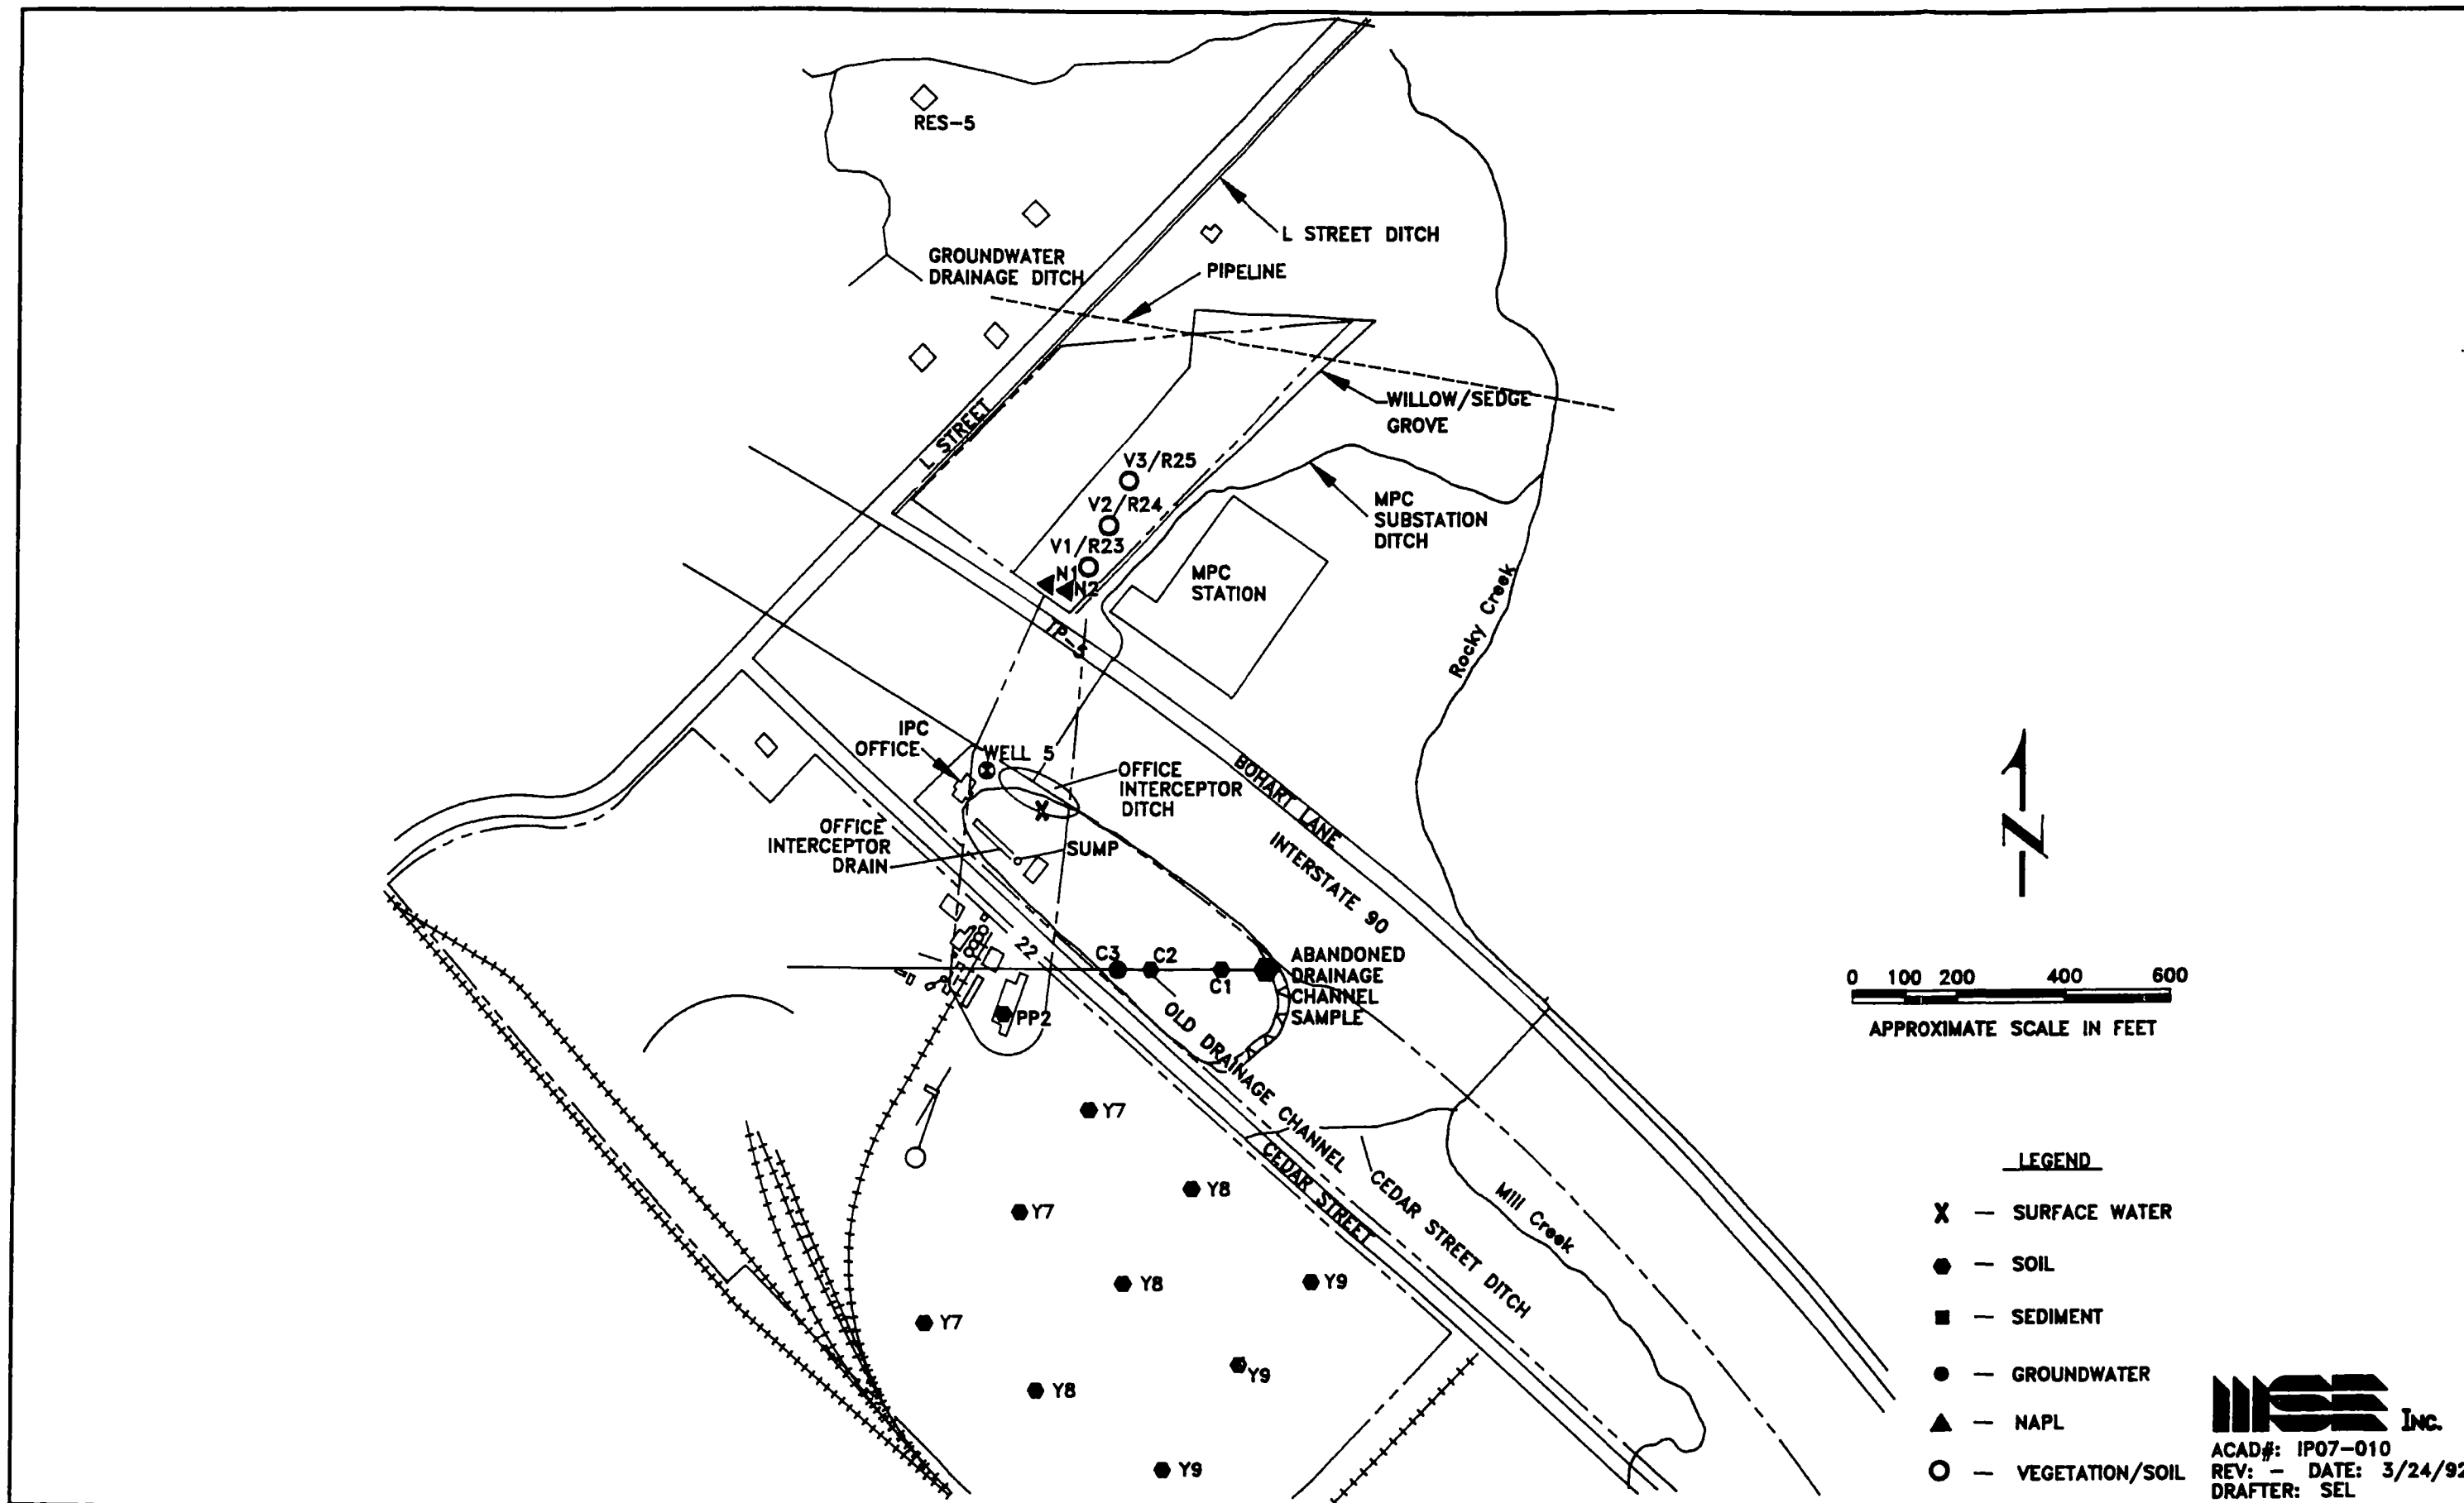 RES-5
L STREET DITCH
GROUNDWATER
DRAINAGE DITCH
PIPELINE
WILLOW/SEDGE
GROVE
L STREET
V3/R25
V2/R24
V1/R23
N1
N2
MPC
SUBSTATION
DITCH
MPC
STATION
Rocky Creek
TP-5
IPC
OFFICE
WELL 5
OFFICE
INTERCEPTOR
DITCH
BOHART LANE
INTERSTATE 90
OFFICE
INTERCEPTOR
DRAIN
SUMP
X
22
C3
C2
C1
ABANDONED
DRAINAGE
CHANNEL
SAMPLE
PP2
OLD DRAINAGE CHANNEL
CEDAR STREET
CEDAR STREET DITCH
Mill Creek
Y7
Y8
Y7
Y8
Y9
Y7
Y9
Y8
Y9
N
0 100 200 400 600
APPROXIMATE SCALE IN FEET
LEGEND
X — SURFACE WATER
— SOIL
— SEDIMENT
— GROUNDWATER
— NAPL
— VEGETATION/SOIL
MSE INC.
ACAD#: IP07-010
REV: - DATE: 3/24/92
DRAFTER: SEL